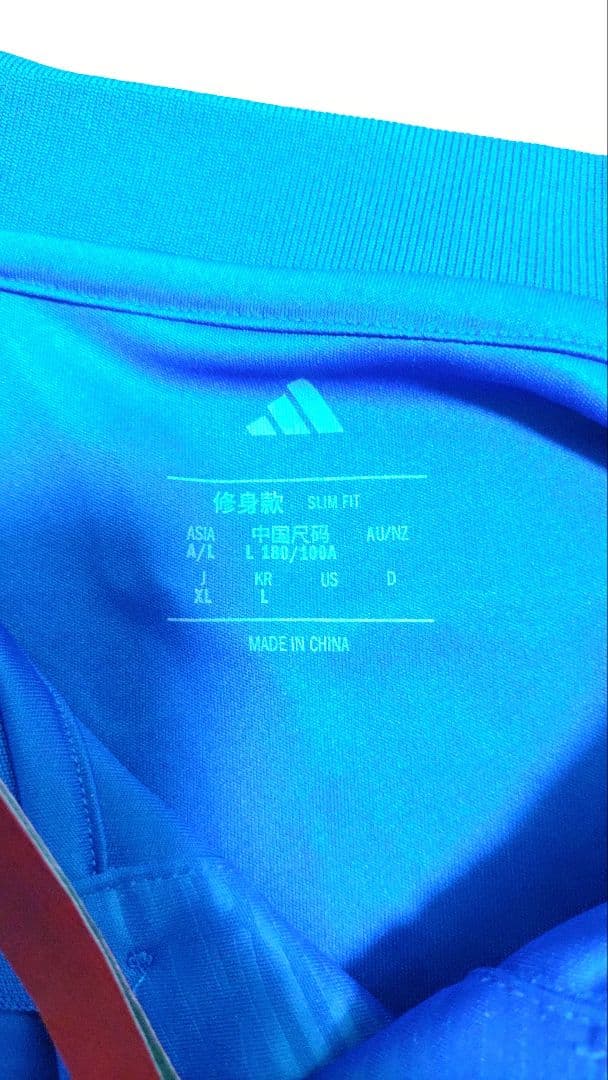 修身款 SLIM FIT
ASIA 中国尺码 AU/NZ
A/L L 180/100A
J KR US D
XL L
MADE IN CHINA